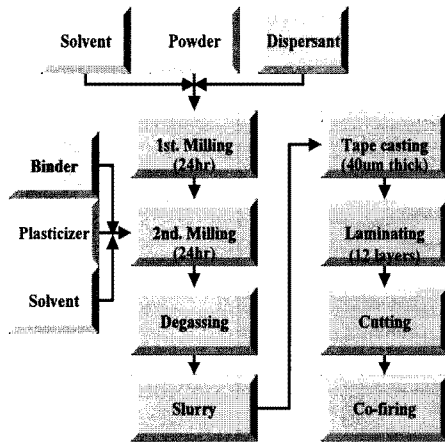 Solvent
Powder
Dispersant
1st. Milling
(24hr)
Binder
Plasticizer
Solvent
2nd. Milling
(24hr)
Degassing
Slurry
Tape casting
(40um thick)
Laminating
(12 layers)
Cutting
Co-firing